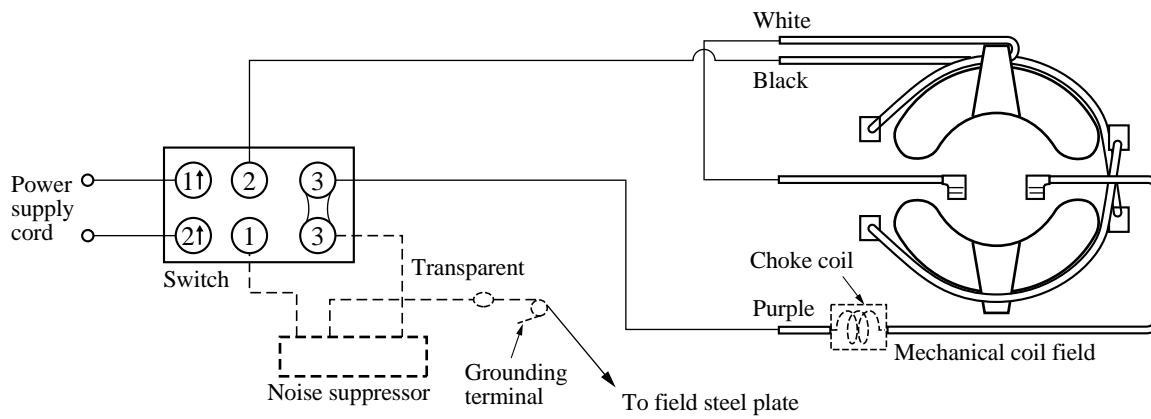 White
Black
1 2 3
Power
supply
cord
2 1 3
Switch
Transparent
Choke coil
Purple
Mechanical coil field
Noise suppressor
Grounding
terminal
To field steel plate